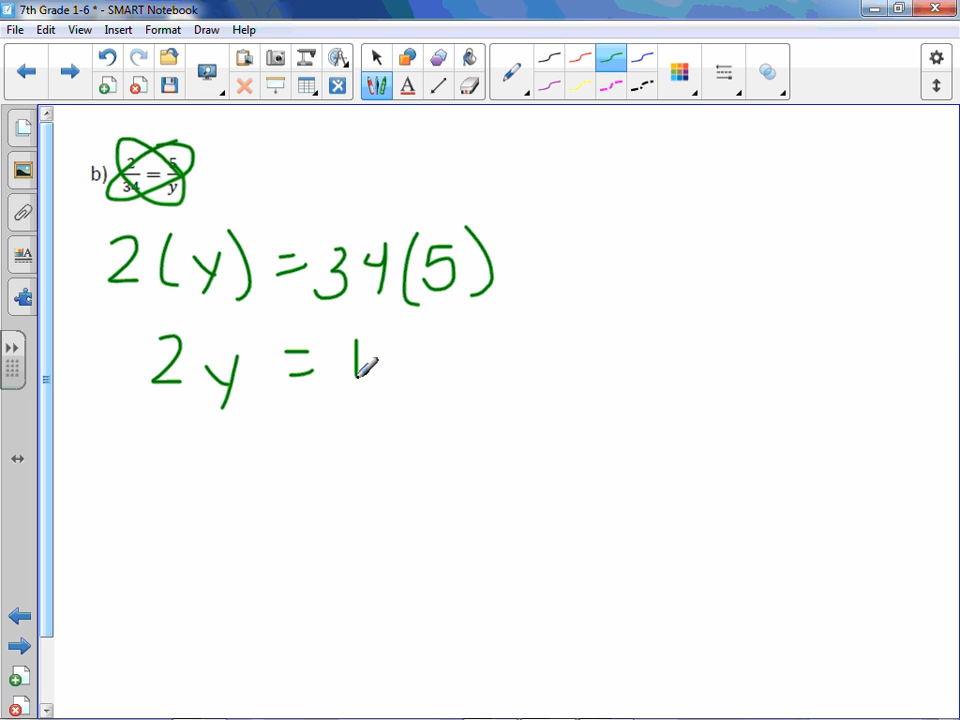 7th Grade 1-6 * - SMART Notebook
File Edit View Insert Format Draw Help
b) 2/34 = 5/y
2(y) = 34(5)
2y = 1